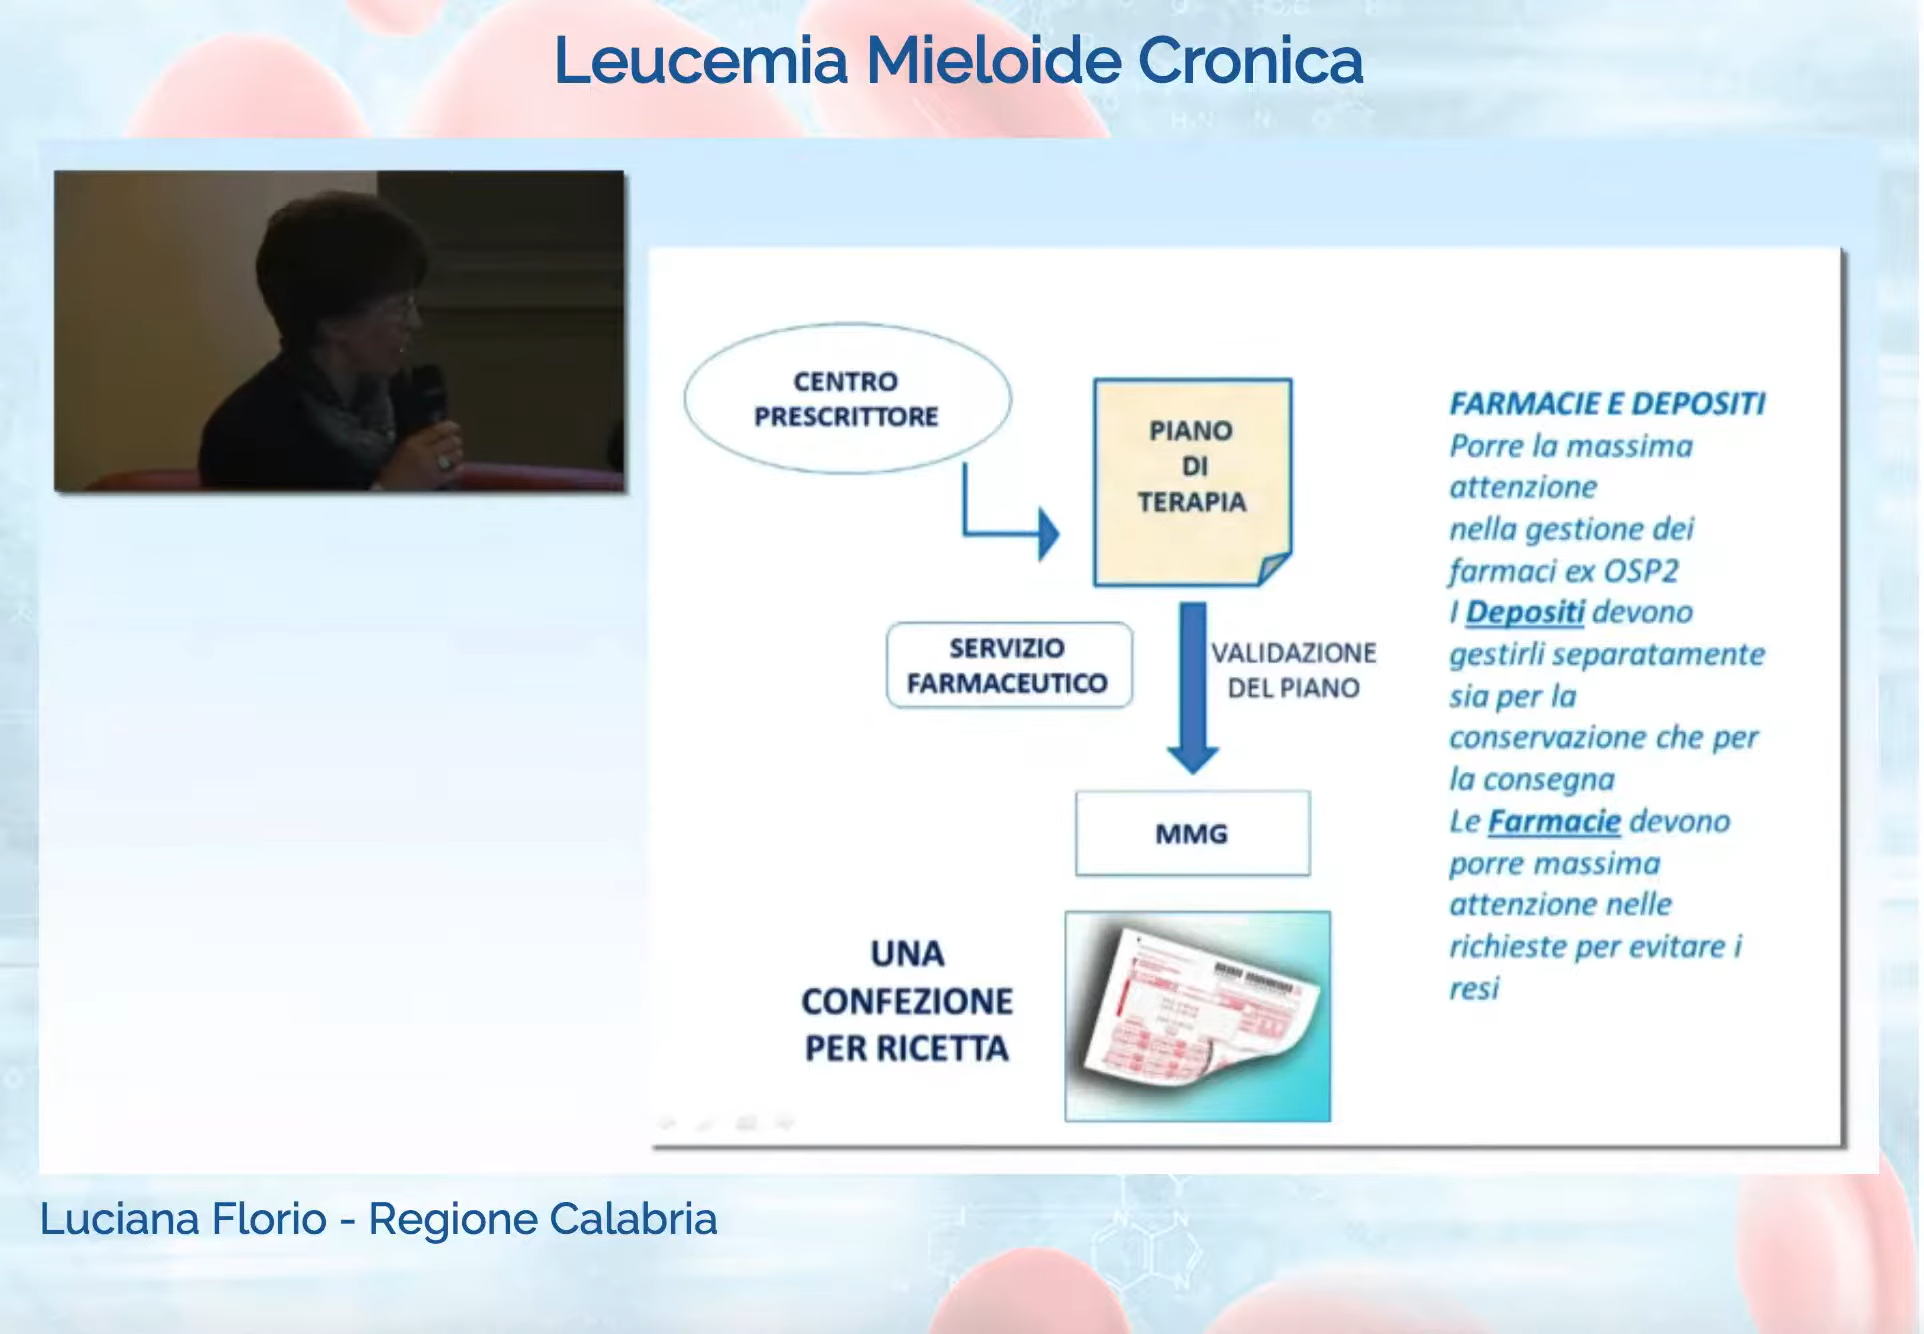 Leucemia Mieloide Cronica
CENTRO
PRESCRITTORE
PIANO
DI
TERAPIA
SERVIZIO
FARMACEUTICO
VALIDAZIONE
DEL PIANO
MMG
UNA
CONFEZIONE
PER RICETTA
FARMACIE E DEPOSITI
Porre la massima
attenzione
nella gestione dei
farmaci ex OSP2
I Depositi devono
gestirli separatamente
sia per la
conservazione che per
la consegna
Le Farmacie devono
porre massima
attenzione nelle
richieste per evitare i
resi
Luciana Florio - Regione Calabria